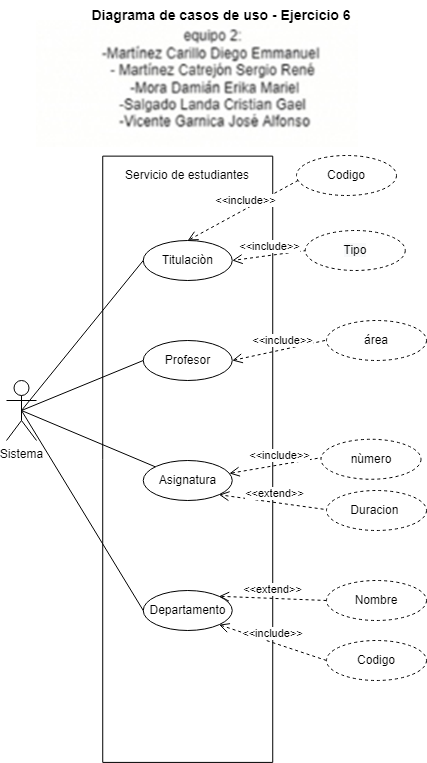 Diagrama de casos de uso - Ejercicio 6
equipo 2:
-Martínez Carillo Diego Emmanuel
- Martínez Catrejón Sergio René
-Mora Damián Erika Mariel
-Salgado Landa Cristian Gael
-Vicente Garnica José Alfonso
Servicio de estudiantes
Codigo
<<include>>
Titulaciòn
<<include>>
Tipo
Profesor
<<include>>
área
Sistema
Asignatura
<<include>>
nùmero
<<extend>>
Duracion
Departamento
<<extend>>
Nombre
<<include>>
Codigo